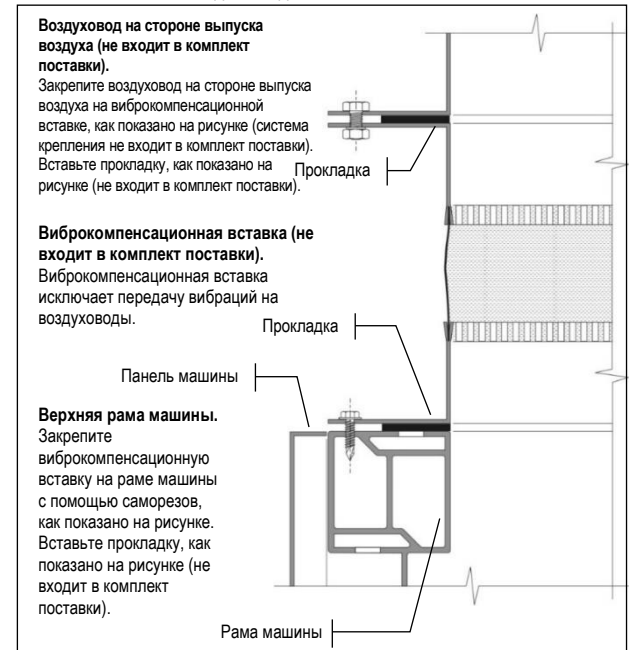 Воздуховод на стороне выпуска
воздуха (не входит в комплект
поставки).
Закрепите воздуховод на стороне выпуска
воздуха на виброкомпенсационной
вставке, как показано на рисунке (система
крепления не входит в комплект поставки).
Вставьте прокладку, как показано на
рисунке (не входит в комплект поставки).
Прокладка
Виброкомпенсационная вставка (не
входит в комплект поставки).
Виброкомпенсационная вставка
исключает передачу вибраций на
воздуховоды.
Прокладка
Панель машины
Верхняя рама машины.
Закрепите
виброкомпенсационную
вставку на раме машины
с помощью саморезов,
как показано на рисунке.
Вставьте прокладку, как
показано на рисунке (не
входит в комплект
поставки).
Рама машины